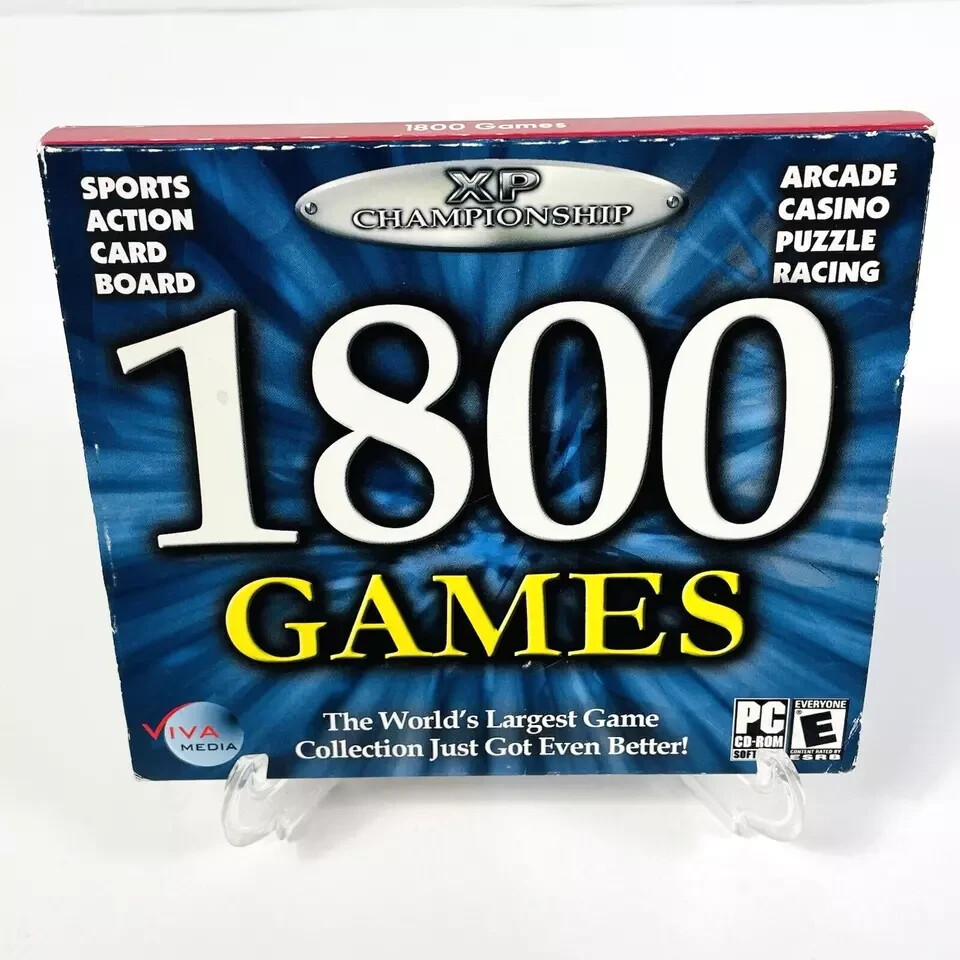 1800 Games
XP
CHAMPIONSHIP
SPORTS
ACTION
CARD
BOARD
ARCADE
CASINO
PUZZLE
RACING
1800
GAMES
The World's Largest Game
Collection Just Got Even Better!
VIVA
MEDIA
PC
CD-ROM
SOFT
EVERYONE
E
CONTENT RATED BY
ESRB